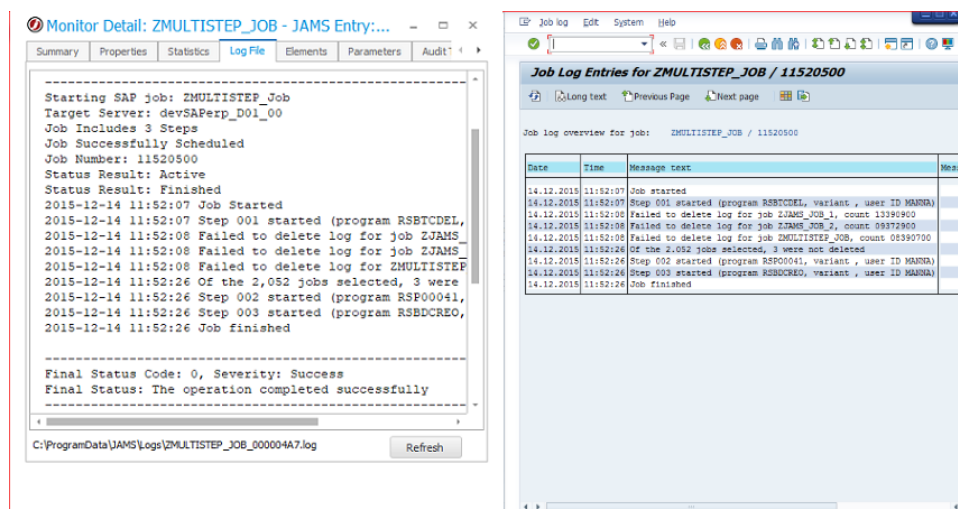 Monitor Detail: ZMULTISTEP_JOB - JAMS Entry:...
Summary Properties Statistics Log File Elements Parameters Audit
Starting SAP job: ZMULTISTEP_Job
Target Server: devSAPerp_D01_00
Job Includes 3 Steps
Job Successfully Scheduled
Job Number: 11520500
Status Result: Active
Status Result: Finished
2015-12-14 11:52:07 Job Started
2015-12-14 11:52:07 Step 001 started (program RSBTCDEL,
2015-12-14 11:52:08 Failed to delete log for job ZJAMS_
2015-12-14 11:52:08 Failed to delete log for job ZJAMS_
2015-12-14 11:52:08 Failed to delete log for ZMULTISTEP
2015-12-14 11:52:26 Of the 2,052 jobs selected, 3 were
2015-12-14 11:52:26 Step 002 started (program RSP00041,
2015-12-14 11:52:26 Step 003 started (program RSBDCREO,
2015-12-14 11:52:26 Job finished
Final Status Code: 0, Severity: Success
Final Status: The operation completed successfully
C:\ProgramData\JAMS\Logs\ZMULTISTEP_JOB_000004A7.log
Refresh
Job log Edit System Help
Job Log Entries for ZMULTISTEP_JOB / 11520500
Long text Previous Page Next page
Job log overview for job: ZMULTISTEP_JOB / 11520500
Date Time Message text Mess
14.12.2015 11:52:07 Job started
14.12.2015 11:52:07 Step 001 started (program RSBTCDEL, variant , user ID MANNA)
14.12.2015 11:52:08 Failed to delete log for job ZJAMS_JOB_1, count 13390900
14.12.2015 11:52:08 Failed to delete log for job ZJAMS_JOB_2, count 09372900
14.12.2015 11:52:08 Failed to delete log for job ZMULTISTEP_JOB, count 08390700
14.12.2015 11:52:26 Of the 2.052 jobs selected, 3 were not deleted
14.12.2015 11:52:26 Step 002 started (program RSP00041, variant , user ID MANNA)
14.12.2015 11:52:26 Step 003 started (program RSBDCREO, variant , user ID MANNA)
14.12.2015 11:52:26 Job finished